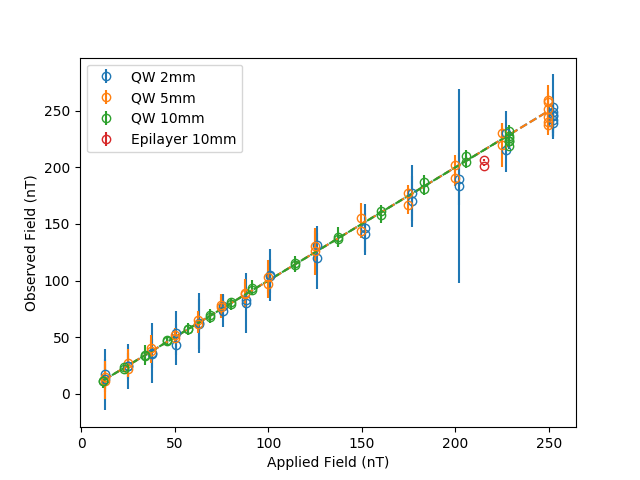 QW 2mm
QW 5mm
QW 10mm
Epilayer 10mm
250
200
150
100
50
0
Observed Field (nT)
0 50 100 150 200 250
Applied Field (nT)